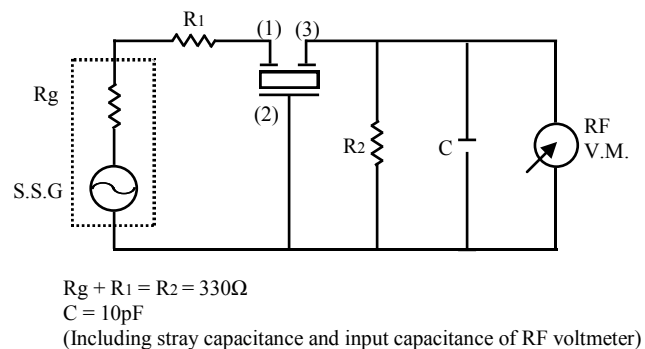 R1
(1) (3)
Rg
(2)
S.S.G
R2
C
RF
V.M.
Rg + R1 = R2 = 330Ω
C = 10pF
(Including stray capacitance and input capacitance of RF voltmeter)